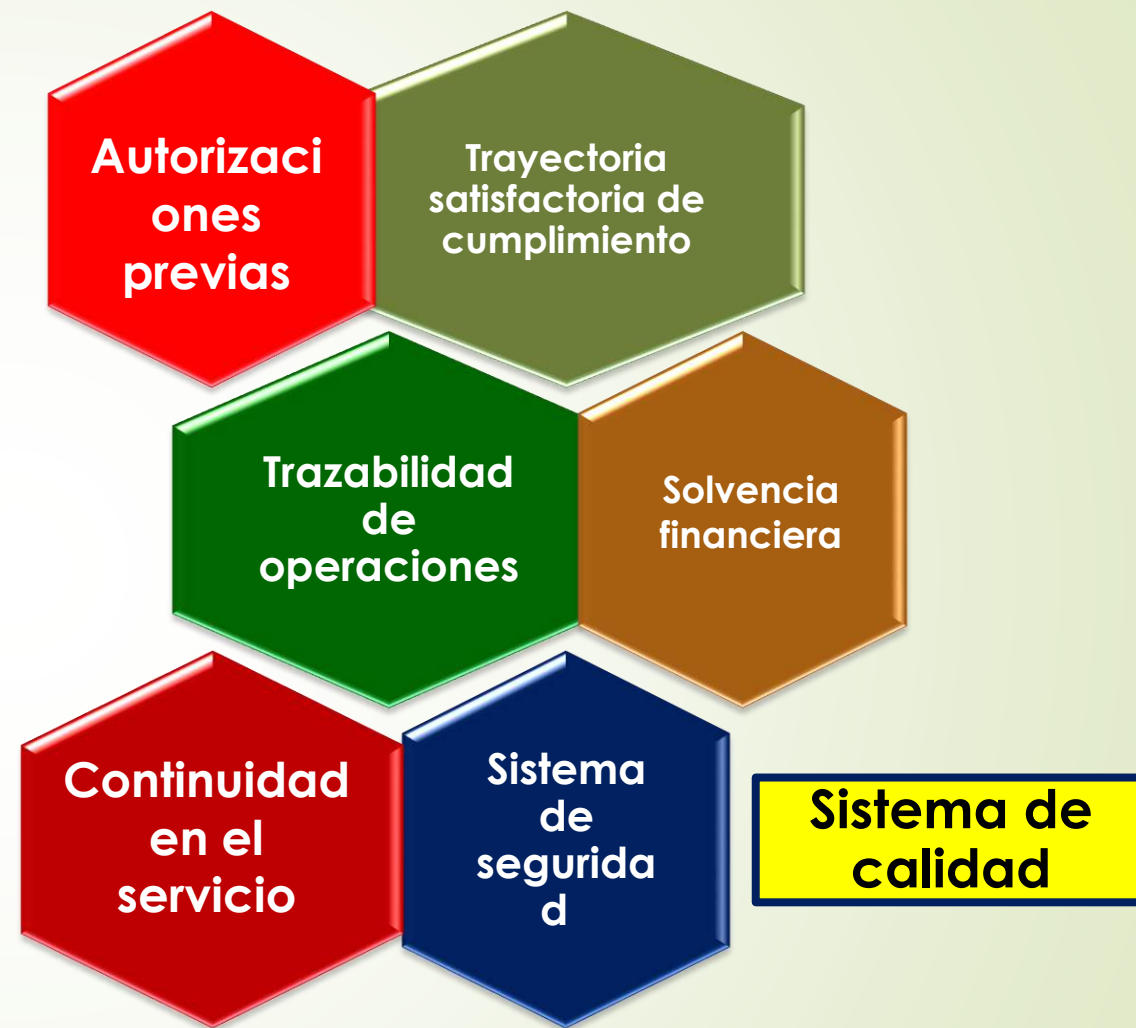 Autorizaci
ones
previas
Trayectoria
satisfactoria de
cumplimiento
Trazabilidad
de
operaciones
Solvencia
financiera
Continuidad
en el
servicio
Sistema
de
segurida
d
Sistema de
calidad